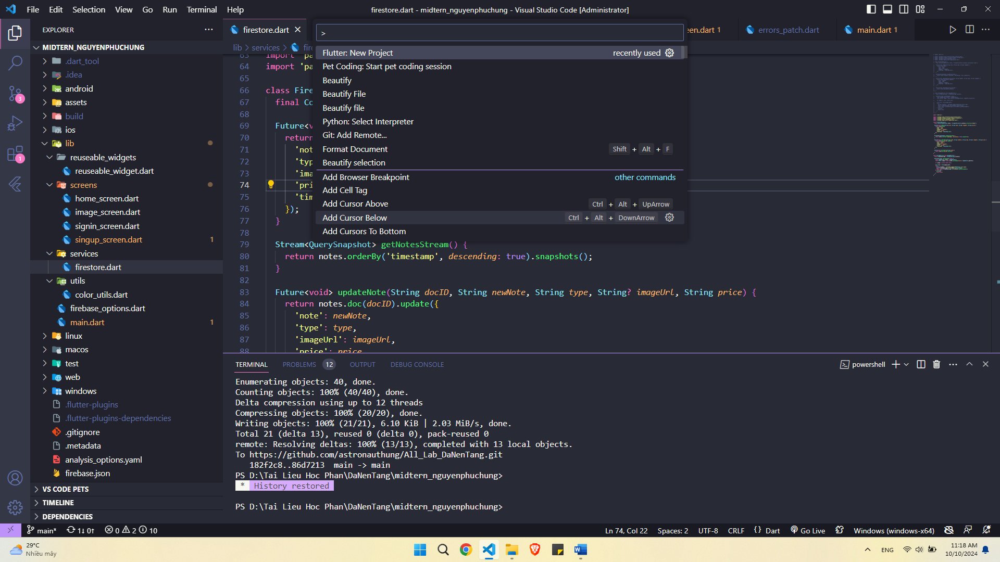 File Edit Selection View Go Run Terminal Help
firestore.dart - midtern_nguyenphuchung - Visual Studio Code [Administrator]
EXPLORER
MIDTERN_NGUYENPHUCHUNG
.dart_tool
.idea
android
assets
build
ios
lib
reuseable_widgets
reuseable_widget.dart
screens
home_screen.dart
image_screen.dart
signin_screen.dart
singup_screen.dart 1
services
firestore.dart
utils
color_utils.dart
firebase_options.dart
main.dart 1
linux
macos
test
web
windows
.flutter-plugins
.flutter-plugins-dependencies
.gitignore
.metadata
analysis_options.yaml
firebase.json
VS CODE PETS
TIMELINE
DEPENDENCIES
3
1
firestore.dart
een.dart 1
errors_patch.dart
main.dart 1
lib > services > fire
>
Flutter: New Project recently used
Pet Coding: Start pet coding session
Beautify
Beautify File
Beautify file
Python: Select Interpreter
Git: Add Remote...
Format Document Shift + Alt + F
Beautify selection
Add Browser Breakpoint other commands
Add Cell Tag
Add Cursor Above Ctrl + Alt + UpArrow
Add Cursor Below Ctrl + Alt + DownArrow
Add Cursors To Bottom
63 import 'pa
64 import 'pa
65
66 class Fire
67 final Co
68
69 Future<v
70 return
71 'not
72 'typ
73 'ima
74 'pri
75 'tim
76 });
77 }
78
79 Stream<QuerySnapshot> getNotesStream() {
80 return notes.orderBy('timestamp', descending: true).snapshots();
81 }
82
83 Future<void> updateNote(String docID, String newNote, String type, String? imageUrl, String price) {
84 return notes.doc(docID).update({
85 'note': newNote,
86 'type': type,
87 'imageUrl': imageUrl,
88 'price': price
TERMINAL PROBLEMS 12 OUTPUT DEBUG CONSOLE
powershell
Enumerating objects: 40, done.
Counting objects: 100% (40/40), done.
Delta compression using up to 12 threads
Compressing objects: 100% (20/20), done.
Writing objects: 100% (21/21), 6.10 KiB | 2.03 MiB/s, done.
Total 21 (delta 13), reused 0 (delta 0), pack-reused 0
remote: Resolving deltas: 100% (13/13), completed with 13 local objects.
To https://github.com/astronauthung/All_Lab_DaNenTang.git
182f2c8..86d7213 main -> main
PS D:\Tai Lieu Hoc Phan\DaNenTang\midtern_nguyenphuchung>
* History restored
PS D:\Tai Lieu Hoc Phan\DaNenTang\midtern_nguyenphuchung>
main* 1↓ 0↑ 0 2 10
Ln 74, Col 22 Spaces: 2 UTF-8 CRLF {} Dart Go Live Windows (windows-x64)
29°C
Nhiều mây
ENG
11:18 AM
10/10/2024